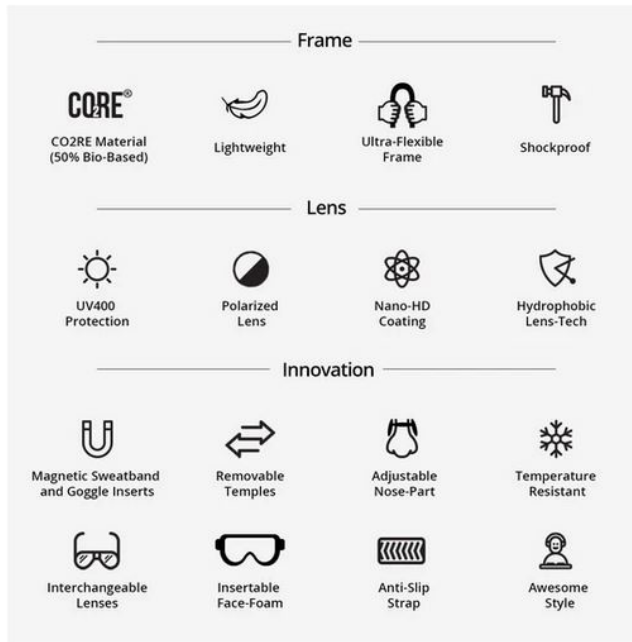 Frame
CO2RE®
CO2RE Material
(50% Bio-Based)
Lightweight
Ultra-Flexible
Frame
Shockproof
Lens
UV400
Protection
Polarized
Lens
Nano-HD
Coating
Hydrophobic
Lens-Tech
Innovation
Magnetic Sweatband
and Goggle Inserts
Removable
Temples
Adjustable
Nose-Part
Temperature
Resistant
Interchangeable
Lenses
Insertable
Face-Foam
Anti-Slip
Strap
Awesome
Style